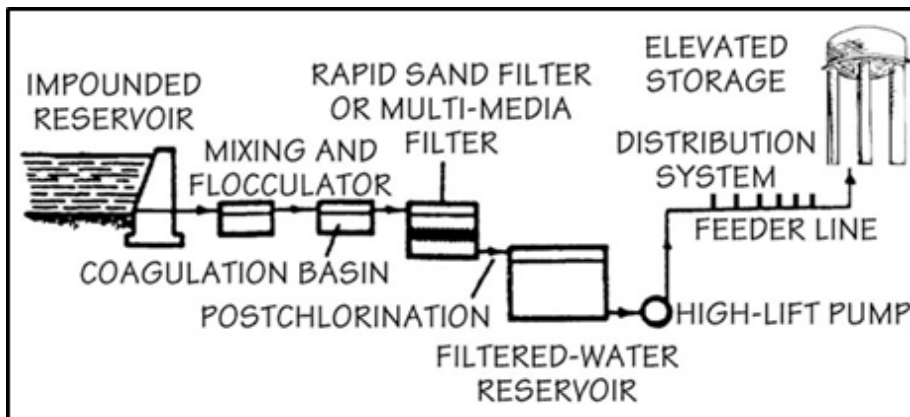 IMPOUNDED
RESERVOIR
MIXING AND
FLOCCULATOR
COAGULATION BASIN
RAPID SAND FILTER
OR MULTI-MEDIA
FILTER
POSTCHLORINATION
FILTERED-WATER
RESERVOIR
HIGH-LIFT PUMP
DISTRIBUTION
SYSTEM
FEEDER LINE
ELEVATED
STORAGE